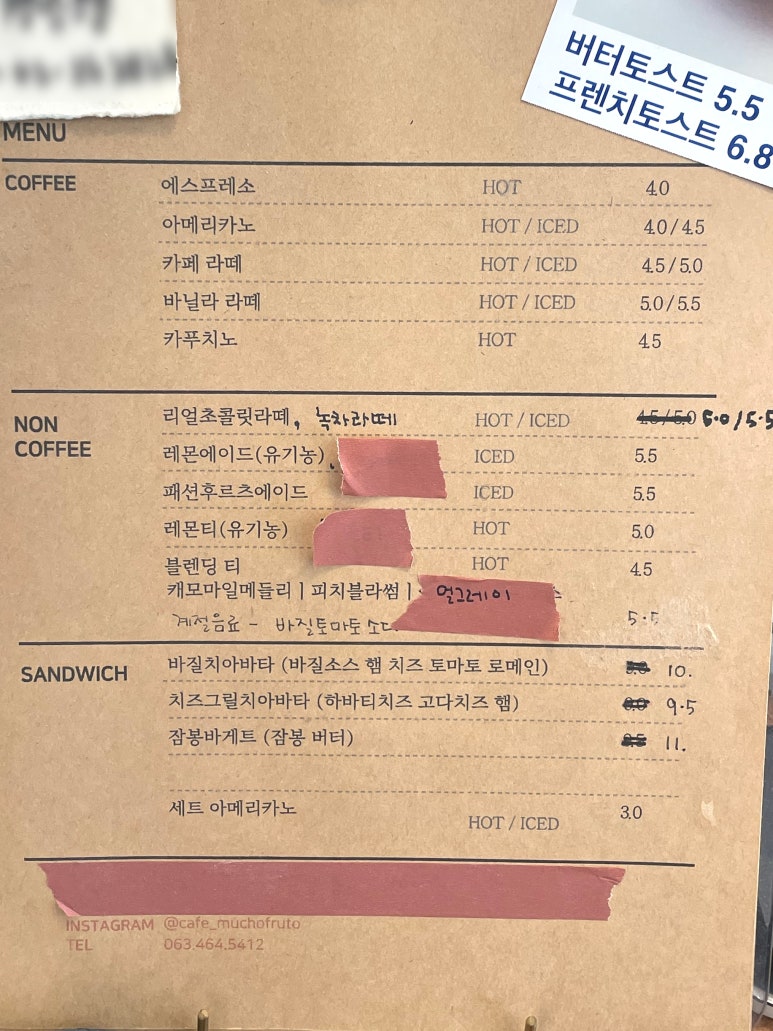 버터토스트 5.5
프렌치토스트 6.8
MENU
COFFEE
에스프레소 HOT 4.0
아메리카노 HOT / ICED 4.0 / 4.5
카페 라떼 HOT / ICED 4.5 / 5.0
바닐라 라떼 HOT / ICED 5.0 / 5.5
카푸치노 HOT 4.5
NON COFFEE
리얼초콜릿라떼, 녹차라떼 HOT / ICED 4.5 / 5.0 5.0 / 5.5
레몬에이드(유기농), ICED 5.5
패션후르츠에이드 ICED 5.5
레몬티(유기농) HOT 5.0
블렌딩 티 HOT 4.5
캐모마일메들리 | 피치블라썸 | 얼그레이
계절음료 - 바질토마토소다 5.5
SANDWICH
바질치아바타 (바질소스 햄 치즈 토마토 로메인) 10.
치즈그릴치아바타 (하바티치즈 고다치즈 햄) 9.5
잠봉바게트 (잠봉 버터) 11.
세트 아메리카노 HOT / ICED 3.0
INSTAGRAM @cafe_muchofruto
TEL 063.464.5412